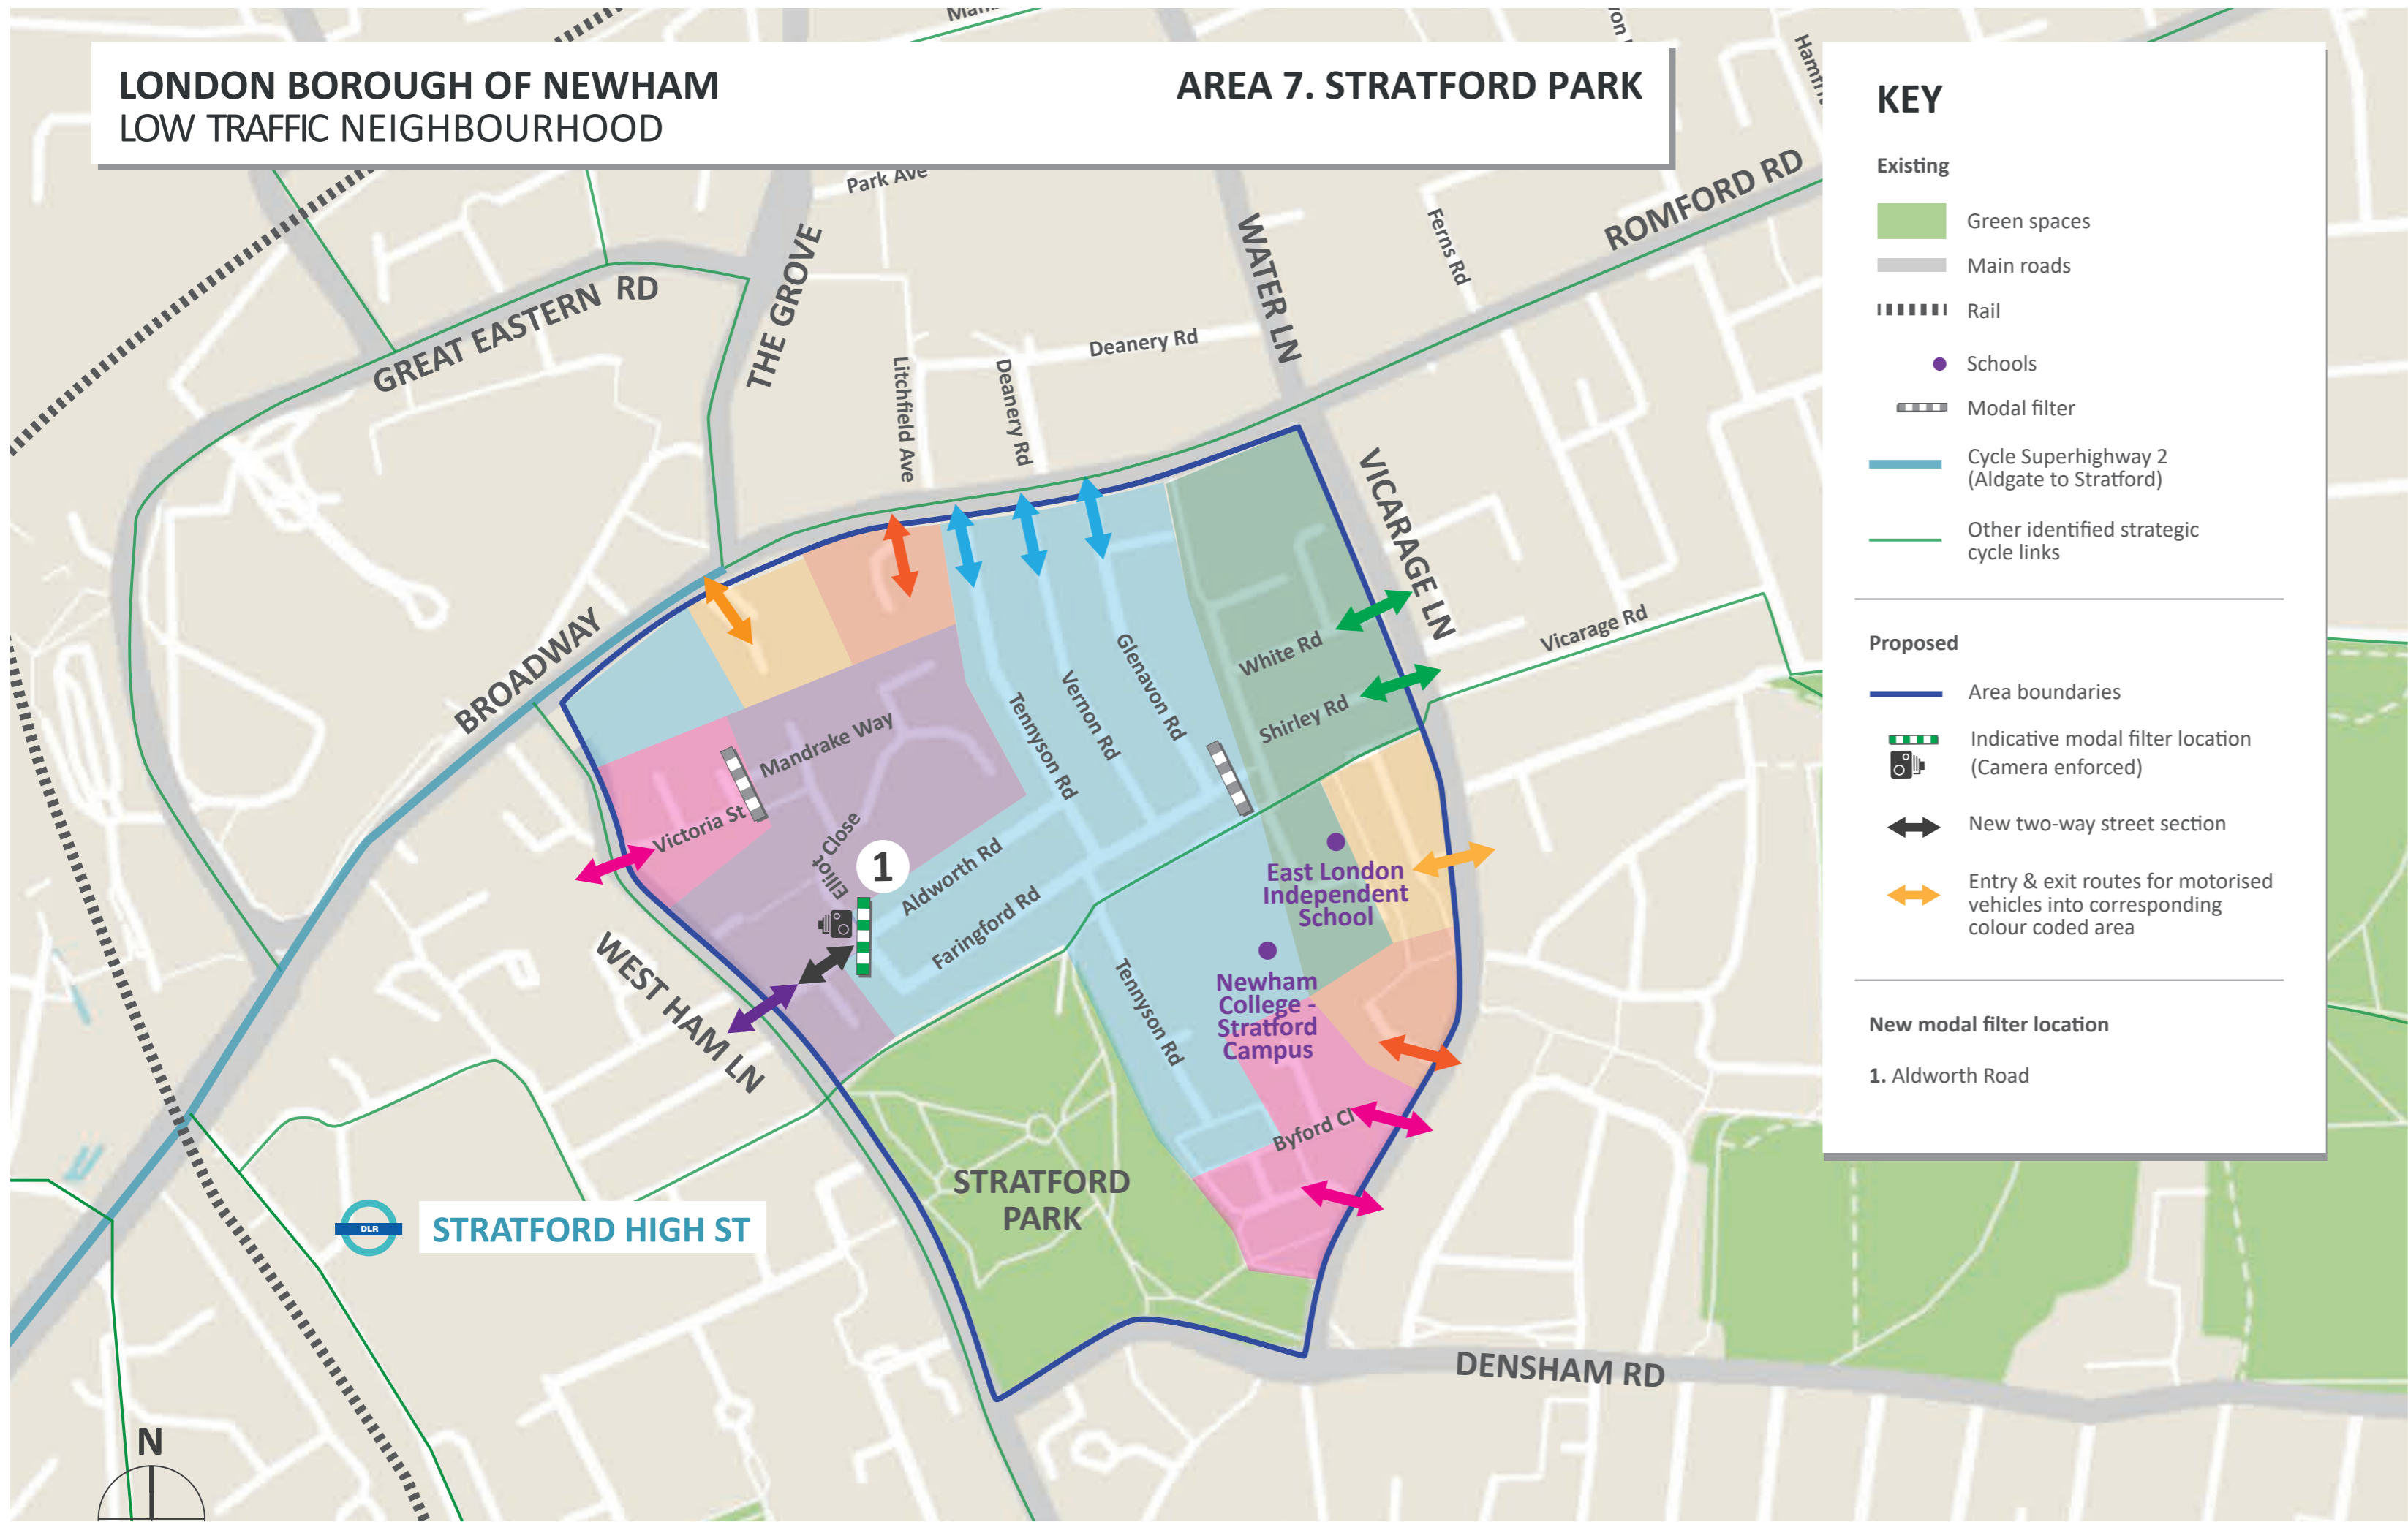 LONDON BOROUGH OF NEWHAM
LOW TRAFFIC NEIGHBOURHOOD
AREA 7. STRATFORD PARK
Park Ave
GREAT EASTERN RD
THE GROVE
WATER LN
Ferns Rd
ROMFORD RD
Litchfield Ave
Deanery Rd
Deanery Rd
VICARAGE LN
BROADWAY
White Rd
Vicarage Rd
Shirley Rd
Glenavon Rd
Vernon Rd
Tennyson Rd
Mandrake Way
Victoria St
Elliot Close
1
Aldworth Rd
Faringford Rd
East London
Independent
School
Newham
College -
Stratford
Campus
WEST HAM LN
Tennyson Rd
Byford Cl
STRATFORD
PARK
DLR
STRATFORD HIGH ST
DENSHAM RD
N
KEY
Existing
Green spaces
Main roads
Rail
Schools
Modal filter
Cycle Superhighway 2
(Aldgate to Stratford)
Other identified strategic
cycle links
Proposed
Area boundaries
Indicative modal filter location
(Camera enforced)
New two-way street section
Entry & exit routes for motorised
vehicles into corresponding
colour coded area
New modal filter location
1. Aldworth Road